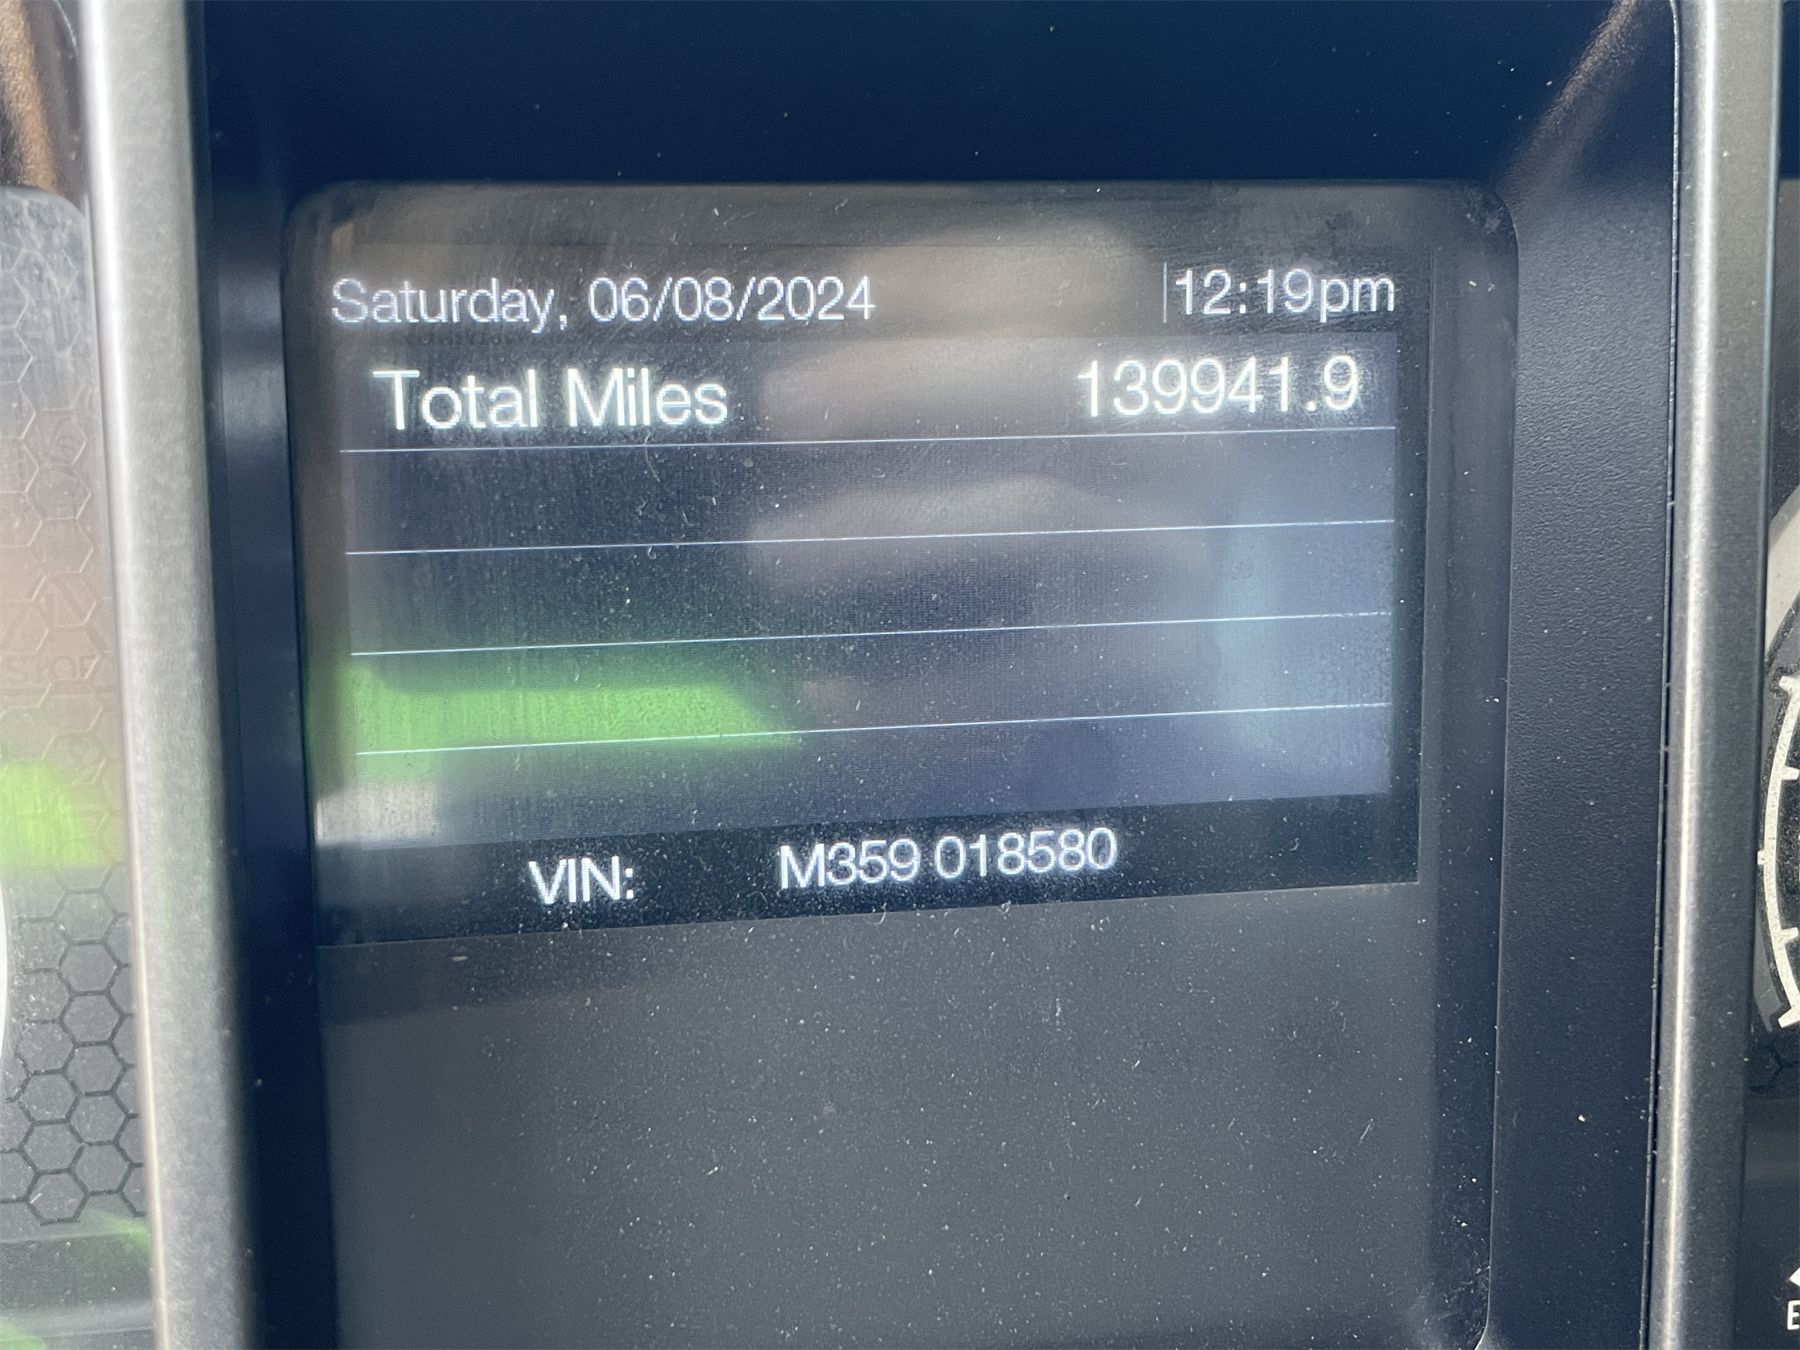 Saturday, 06/08/2024 12:19pm
Total Miles 139941.9
VIN: M359 018580